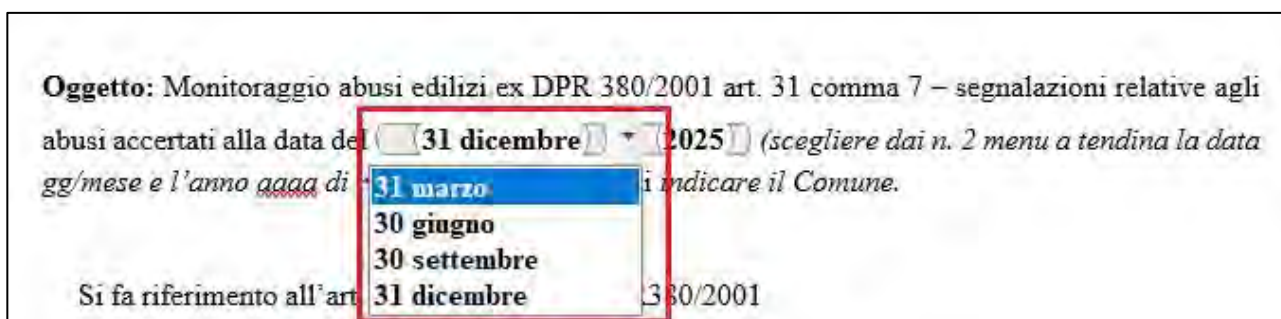 Oggetto: Monitoraggio abusi edilizi ex DPR 380/2001 art. 31 comma 7 – segnalazioni relative agli
abusi accertati alla data del 31 dicembre 2025 (scegliere dai n. 2 menu a tendina la data
gg/mese e l'anno aaaa di indicare il Comune.
31 marzo
30 giugno
30 settembre
31 dicembre
Si fa riferimento all'art 380/2001